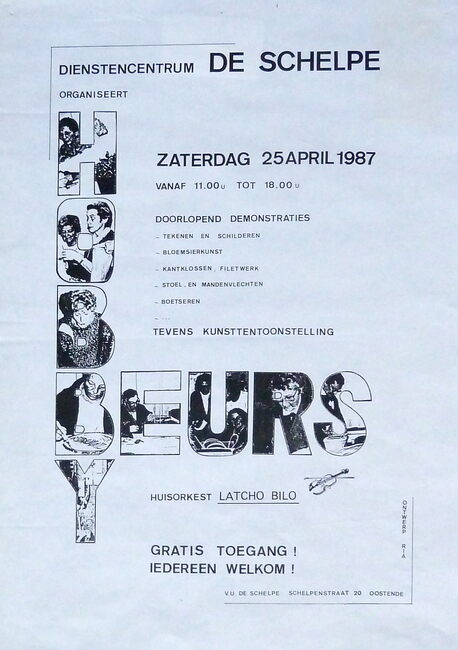 DIENSTENCENTRUM DE SCHELPE
ORGANISEERT
HOBBY
BEURS
ZATERDAG 25 APRIL 1987
VANAF 11.00 U TOT 18.00 U
DOORLOPEND DEMONSTRATIES
- TEKENEN EN SCHILDEREN
- BLOEMSIERKUNST
- KANTKLOSSEN, FILETWERK
- STOEL- EN MANDENVLECHTEN
- BOETSEREN
- ...
TEVENS KUNSTTENTOONSTELLING
HUISORKEST LATCHO BILO
GRATIS TOEGANG!
IEDEREEN WELKOM!
ONTWERP RIA
V.U. DE SCHELPE SCHELPENSTRAAT 20 OOSTENDE